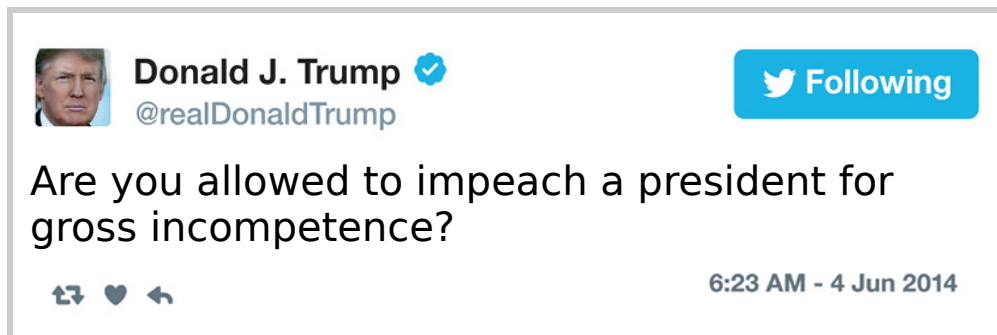 Donald J. Trump
@realDonaldTrump
Following
Are you allowed to impeach a president for
gross incompetence?
6:23 AM - 4 Jun 2014